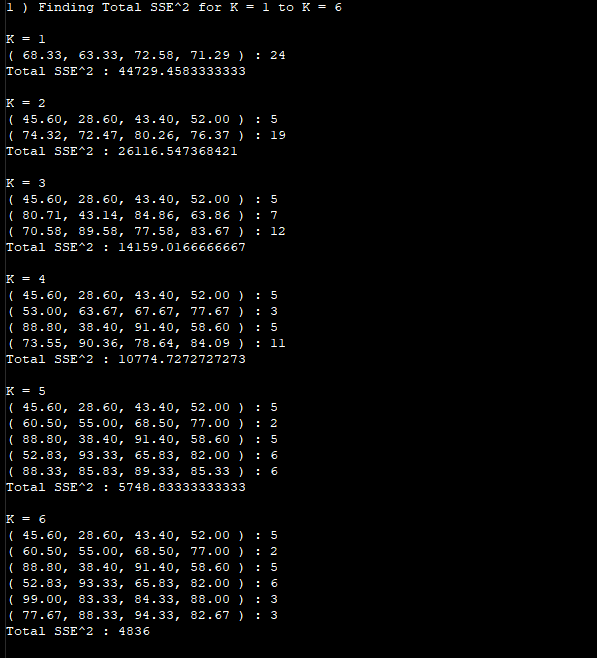 1 ) Finding Total SSE^2 for K = 1 to K = 6
K = 1
( 68.33, 63.33, 72.58, 71.29 ) : 24
Total SSE^2 : 44729.4583333333
K = 2
( 45.60, 28.60, 43.40, 52.00 ) : 5
( 74.32, 72.47, 80.26, 76.37 ) : 19
Total SSE^2 : 26116.547368421
K = 3
( 45.60, 28.60, 43.40, 52.00 ) : 5
( 80.71, 43.14, 84.86, 63.86 ) : 7
( 70.58, 89.58, 77.58, 83.67 ) : 12
Total SSE^2 : 14159.0166666667
K = 4
( 45.60, 28.60, 43.40, 52.00 ) : 5
( 53.00, 63.67, 67.67, 77.67 ) : 3
( 88.80, 38.40, 91.40, 58.60 ) : 5
( 73.55, 90.36, 78.64, 84.09 ) : 11
Total SSE^2 : 10774.7272727273
K = 5
( 45.60, 28.60, 43.40, 52.00 ) : 5
( 60.50, 55.00, 68.50, 77.00 ) : 2
( 88.80, 38.40, 91.40, 58.60 ) : 5
( 52.83, 93.33, 65.83, 82.00 ) : 6
( 88.33, 85.83, 89.33, 85.33 ) : 6
Total SSE^2 : 5748.83333333333
K = 6
( 45.60, 28.60, 43.40, 52.00 ) : 5
( 60.50, 55.00, 68.50, 77.00 ) : 2
( 88.80, 38.40, 91.40, 58.60 ) : 5
( 52.83, 93.33, 65.83, 82.00 ) : 6
( 99.00, 83.33, 84.33, 88.00 ) : 3
( 77.67, 88.33, 94.33, 82.67 ) : 3
Total SSE^2 : 4836